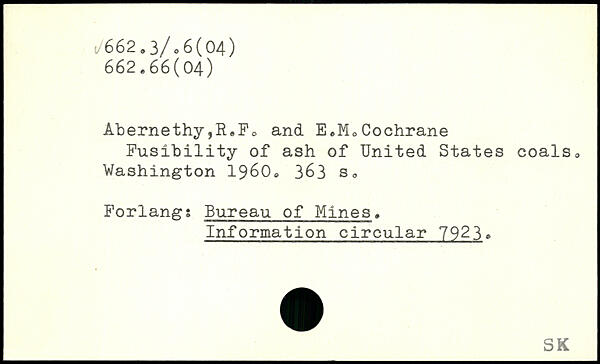 √662.3/.6(04)
662.66(04)
Abernethy,R.F. and E.M.Cochrane
Fusibility of ash of United States coals.
Washington 1960. 363 s.
Forlang: Bureau of Mines.
Information circular 7923.
SK